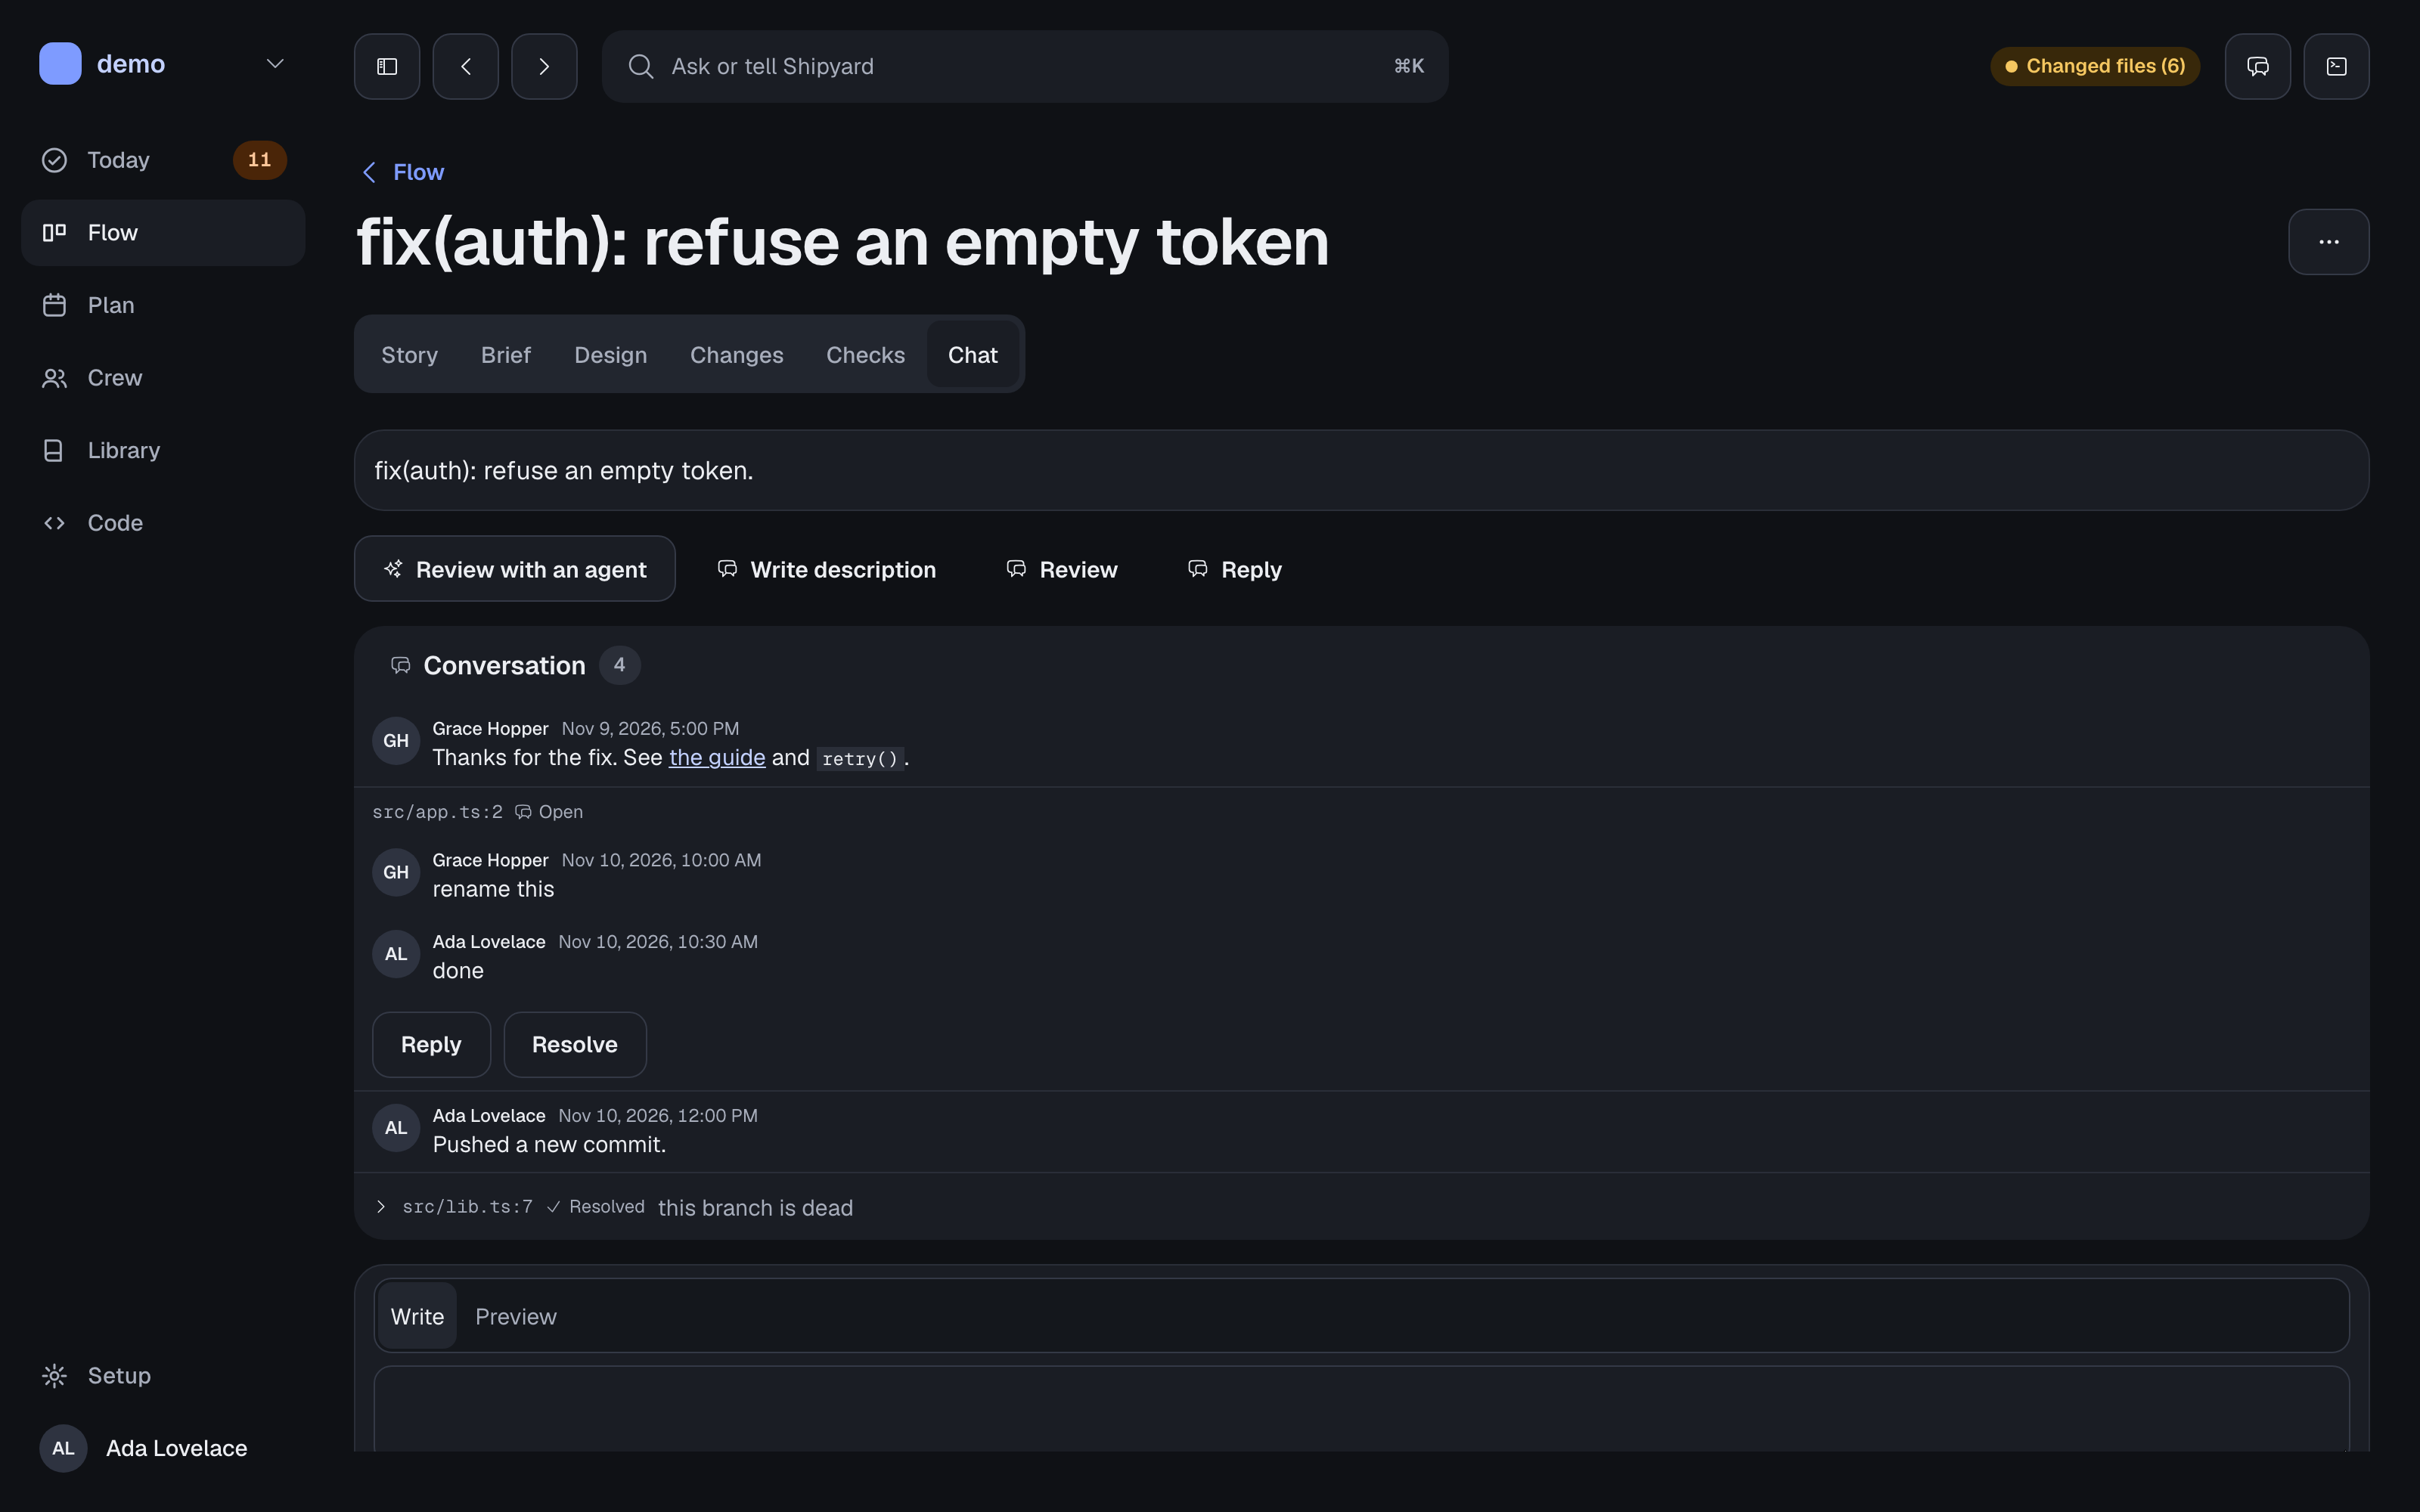 demo
Ask or tell Shipyard ⌘K
Changed files (6)
Today 11
Flow
Plan
Crew
Library
Code
Setup
AL Ada Lovelace
Flow
fix(auth): refuse an empty token
Story Brief Design Changes Checks Chat
fix(auth): refuse an empty token.
Review with an agent Write description Review Reply
Conversation 4
GH Grace Hopper Nov 9, 2026, 5:00 PM
Thanks for the fix. See the guide and retry().
src/app.ts:2 Open
GH Grace Hopper Nov 10, 2026, 10:00 AM
rename this
AL Ada Lovelace Nov 10, 2026, 10:30 AM
done
Reply Resolve
AL Ada Lovelace Nov 10, 2026, 12:00 PM
Pushed a new commit.
src/lib.ts:7 Resolved this branch is dead
Write Preview